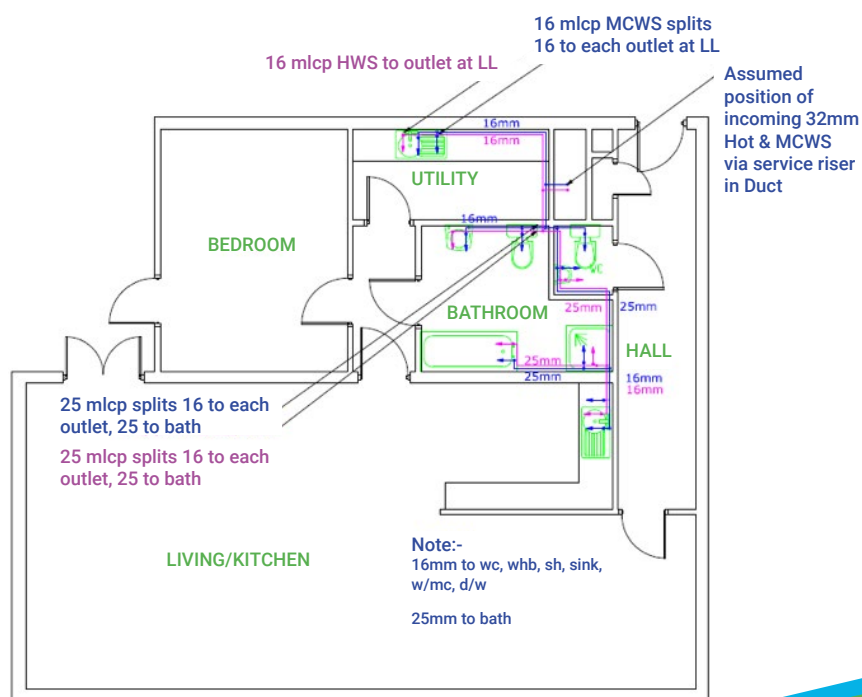 16 mlcp MCWS splits
16 to each outlet at LL
16 mlcp HWS to outlet at LL
Assumed
position of
incoming 32mm
Hot & MCWS
via service riser
in Duct
16mm
16mm
UTILITY
16mm
BEDROOM
WC
BATHROOM
25mm
25mm
HALL
25mm
25mm
16mm
16mm
25 mlcp splits 16 to each
outlet, 25 to bath
25 mlcp splits 16 to each
outlet, 25 to bath
LIVING/KITCHEN
Note:-
16mm to wc, whb, sh, sink,
w/mc, d/w
25mm to bath